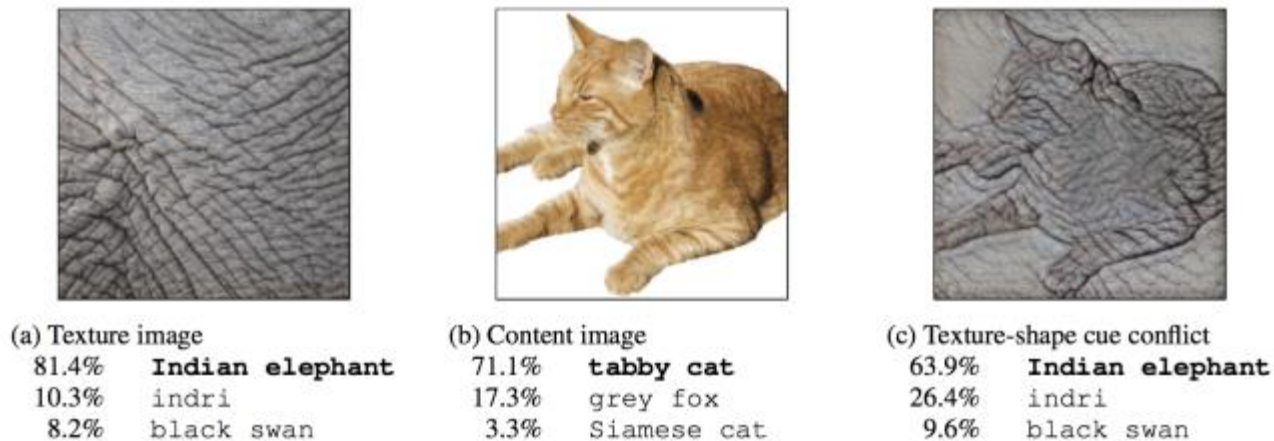 (a) Texture image
81.4% Indian elephant
10.3% indri
8.2% black swan
(b) Content image
71.1% tabby cat
17.3% grey fox
3.3% Siamese cat
(c) Texture-shape cue conflict
63.9% Indian elephant
26.4% indri
9.6% black swan